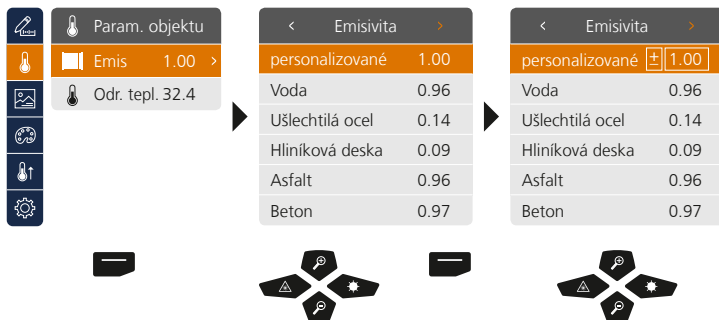 Param. objektu
Emis 1.00 >
Odr. tepl. 32.4
< Emisivita >
personalizované 1.00
Voda 0.96
Ušlechtilá ocel 0.14
Hliníková deska 0.09
Asfalt 0.96
Beton 0.97
< Emisivita >
personalizované ± 1.00
Voda 0.96
Ušlechtilá ocel 0.14
Hliníková deska 0.09
Asfalt 0.96
Beton 0.97